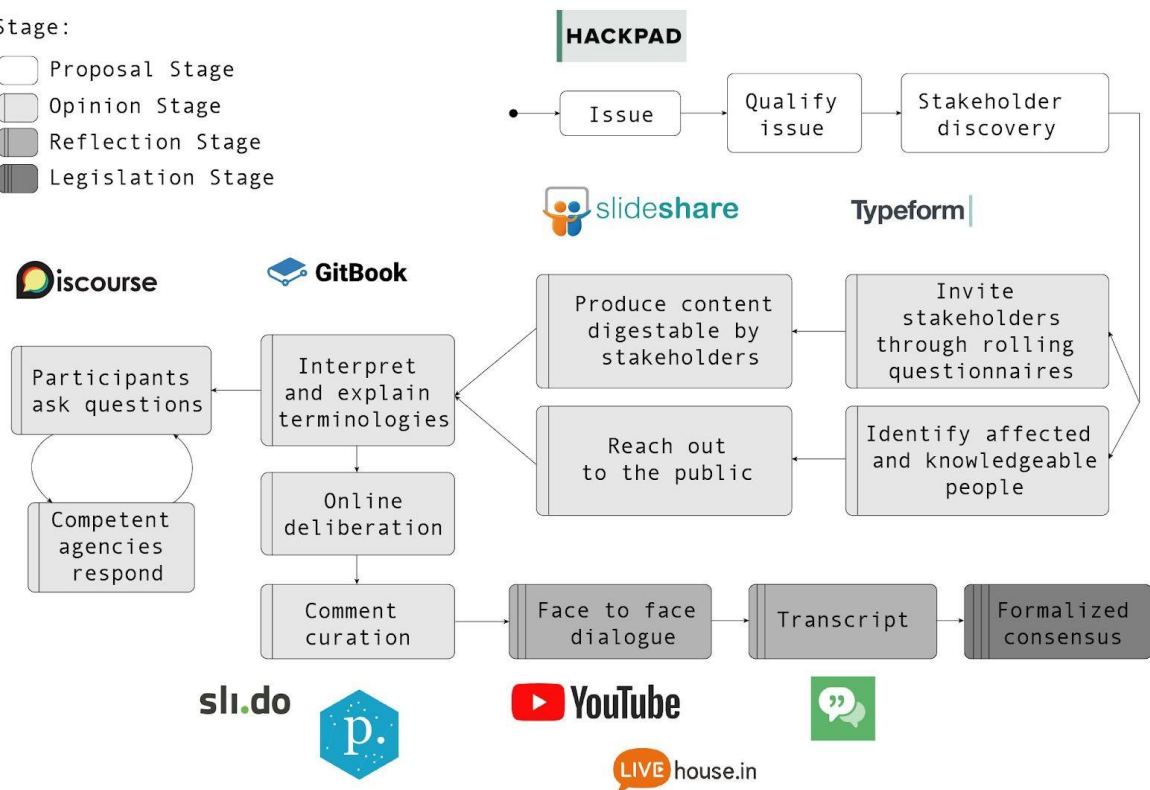 Stage:
Proposal Stage
Opinion Stage
Reflection Stage
Legislation Stage
HACKPAD
Issue
Qualify
issue
Stakeholder
discovery
slideshare
Typeform
Discourse
GitBook
Produce content
digestable by
stakeholders
Invite
stakeholders
through rolling
questionnaires
Participants
ask questions
Interpret
and explain
terminologies
Reach out
to the public
Identify affected
and knowledgeable
people
Online
deliberation
Competent
agencies
respond
Comment
curation
Face to face
dialogue
Transcript
Formalized
consensus
sli.do
p.
YouTube
LIVE house.in